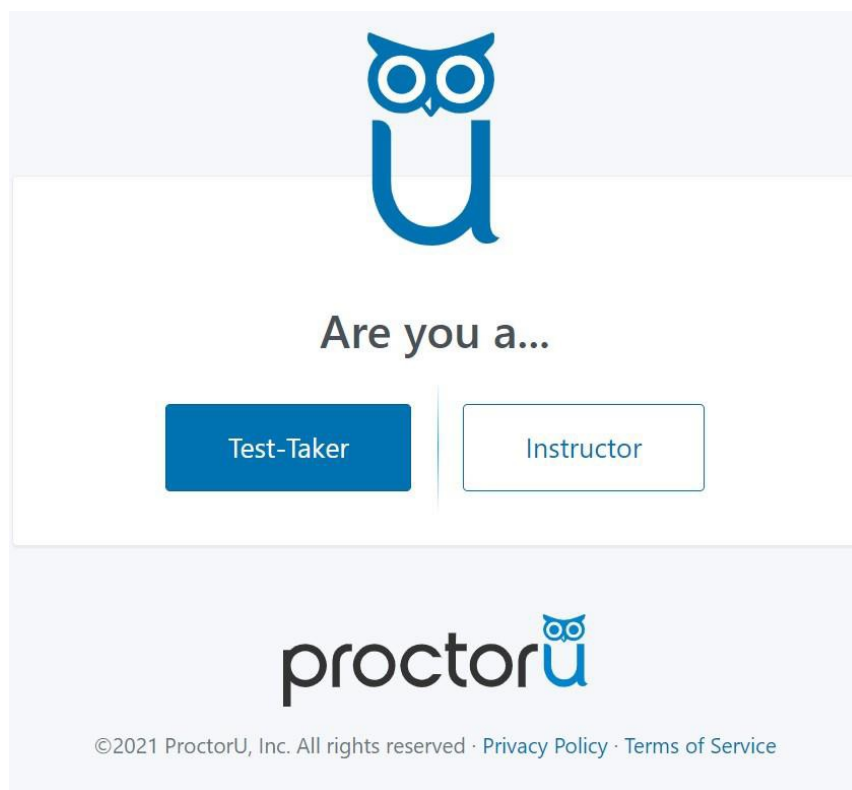 u
Are you a...
Test-Taker
Instructor
proctoru
©2021 ProctorU, Inc. All rights reserved · Privacy Policy · Terms of Service